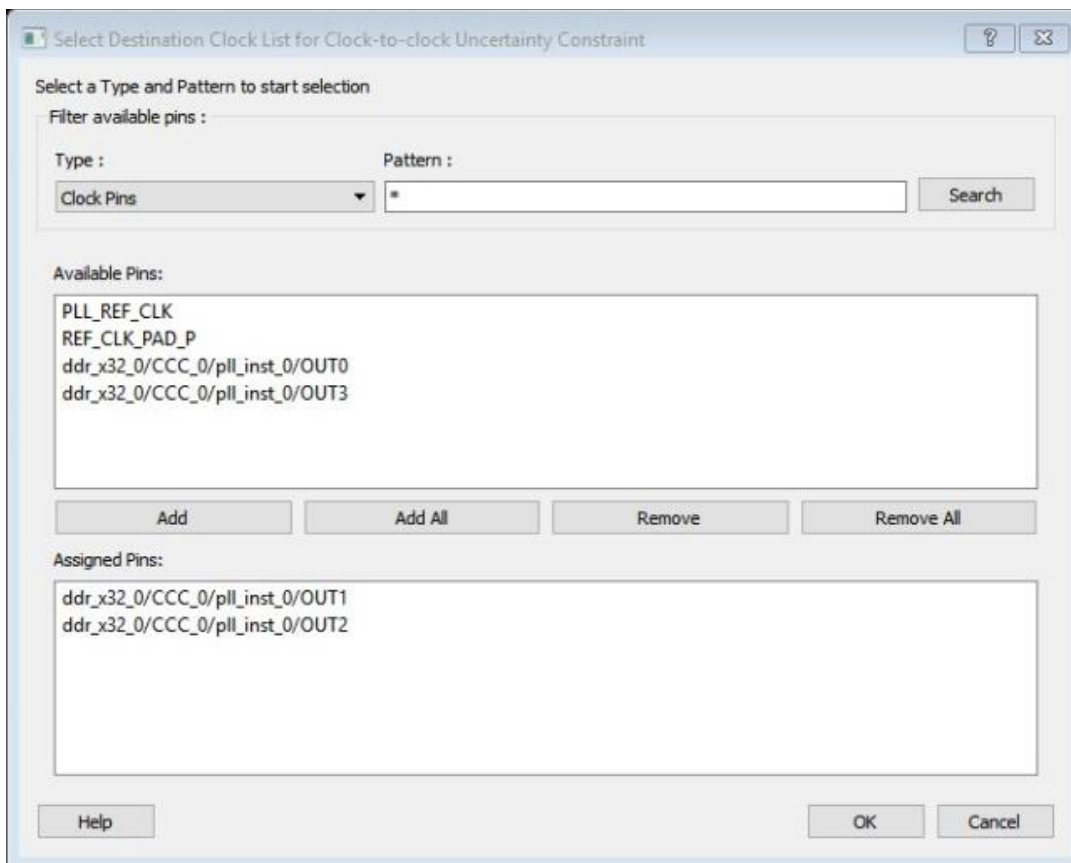 Select Destination Clock List for Clock-to-clock Uncertainty Constraint
Select a Type and Pattern to start selection
Filter available pins :
Type : Pattern :
Clock Pins * Search
Available Pins:
PLL_REF_CLK
REF_CLK_PAD_P
ddr_x32_0/CCC_0/pll_inst_0/OUT0
ddr_x32_0/CCC_0/pll_inst_0/OUT3
Add Add All Remove Remove All
Assigned Pins:
ddr_x32_0/CCC_0/pll_inst_0/OUT1
ddr_x32_0/CCC_0/pll_inst_0/OUT2
Help OK Cancel